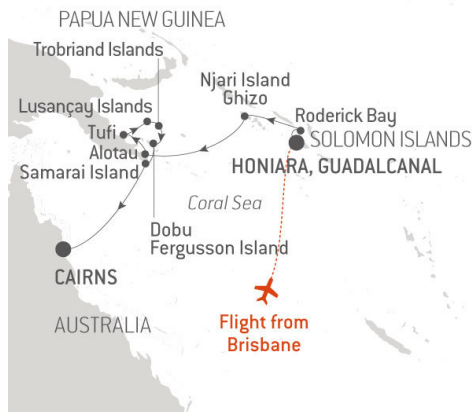 PAPUA NEW GUINEA
Trobriand Islands
Njari Island
Ghizo
Lusançay Islands
Roderick Bay
Tufi
SOLOMON ISLANDS
Alotau
Samarai Island
HONIARA, GUADALCANAL
Coral Sea
Dobu
Fergusson Island
CAIRNS
AUSTRALIA
Flight from
Brisbane